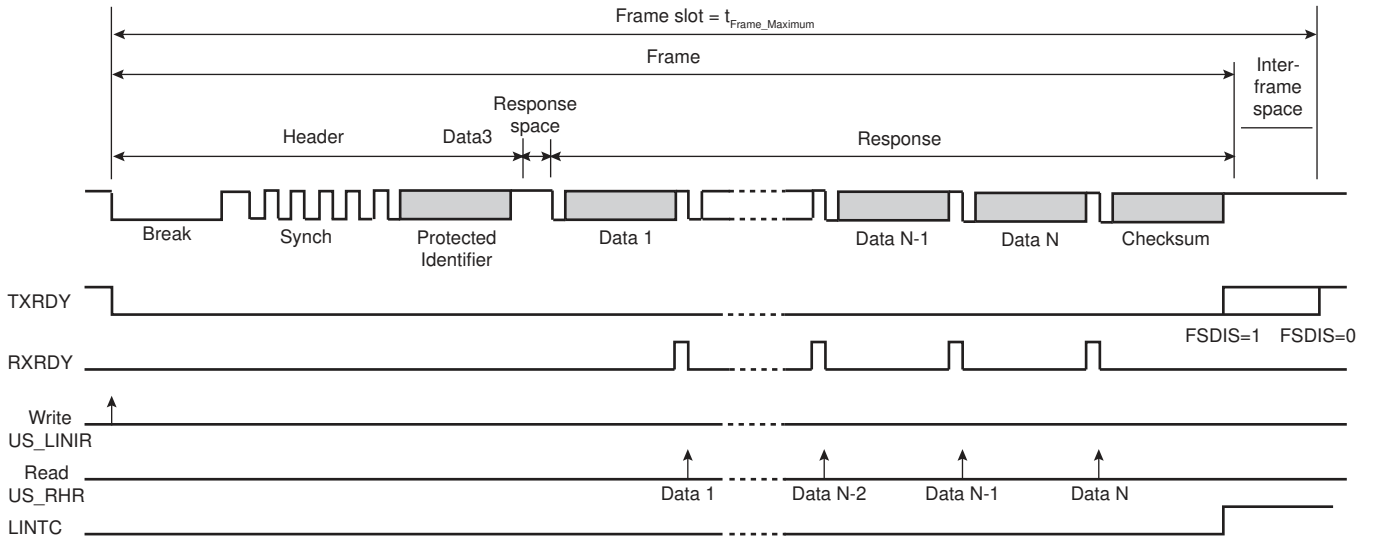 Frame slot = tFrame_Maximum
Frame
Inter-
frame
space
Response
space
Header
Data3
Response
Break
Synch
Protected
Identifier
Data 1
Data N-1
Data N
Checksum
TXRDY
FSDIS=1
FSDIS=0
RXRDY
Write
US_LINIR
Read
US_RHR
Data 1
Data N-2
Data N-1
Data N
LINTC